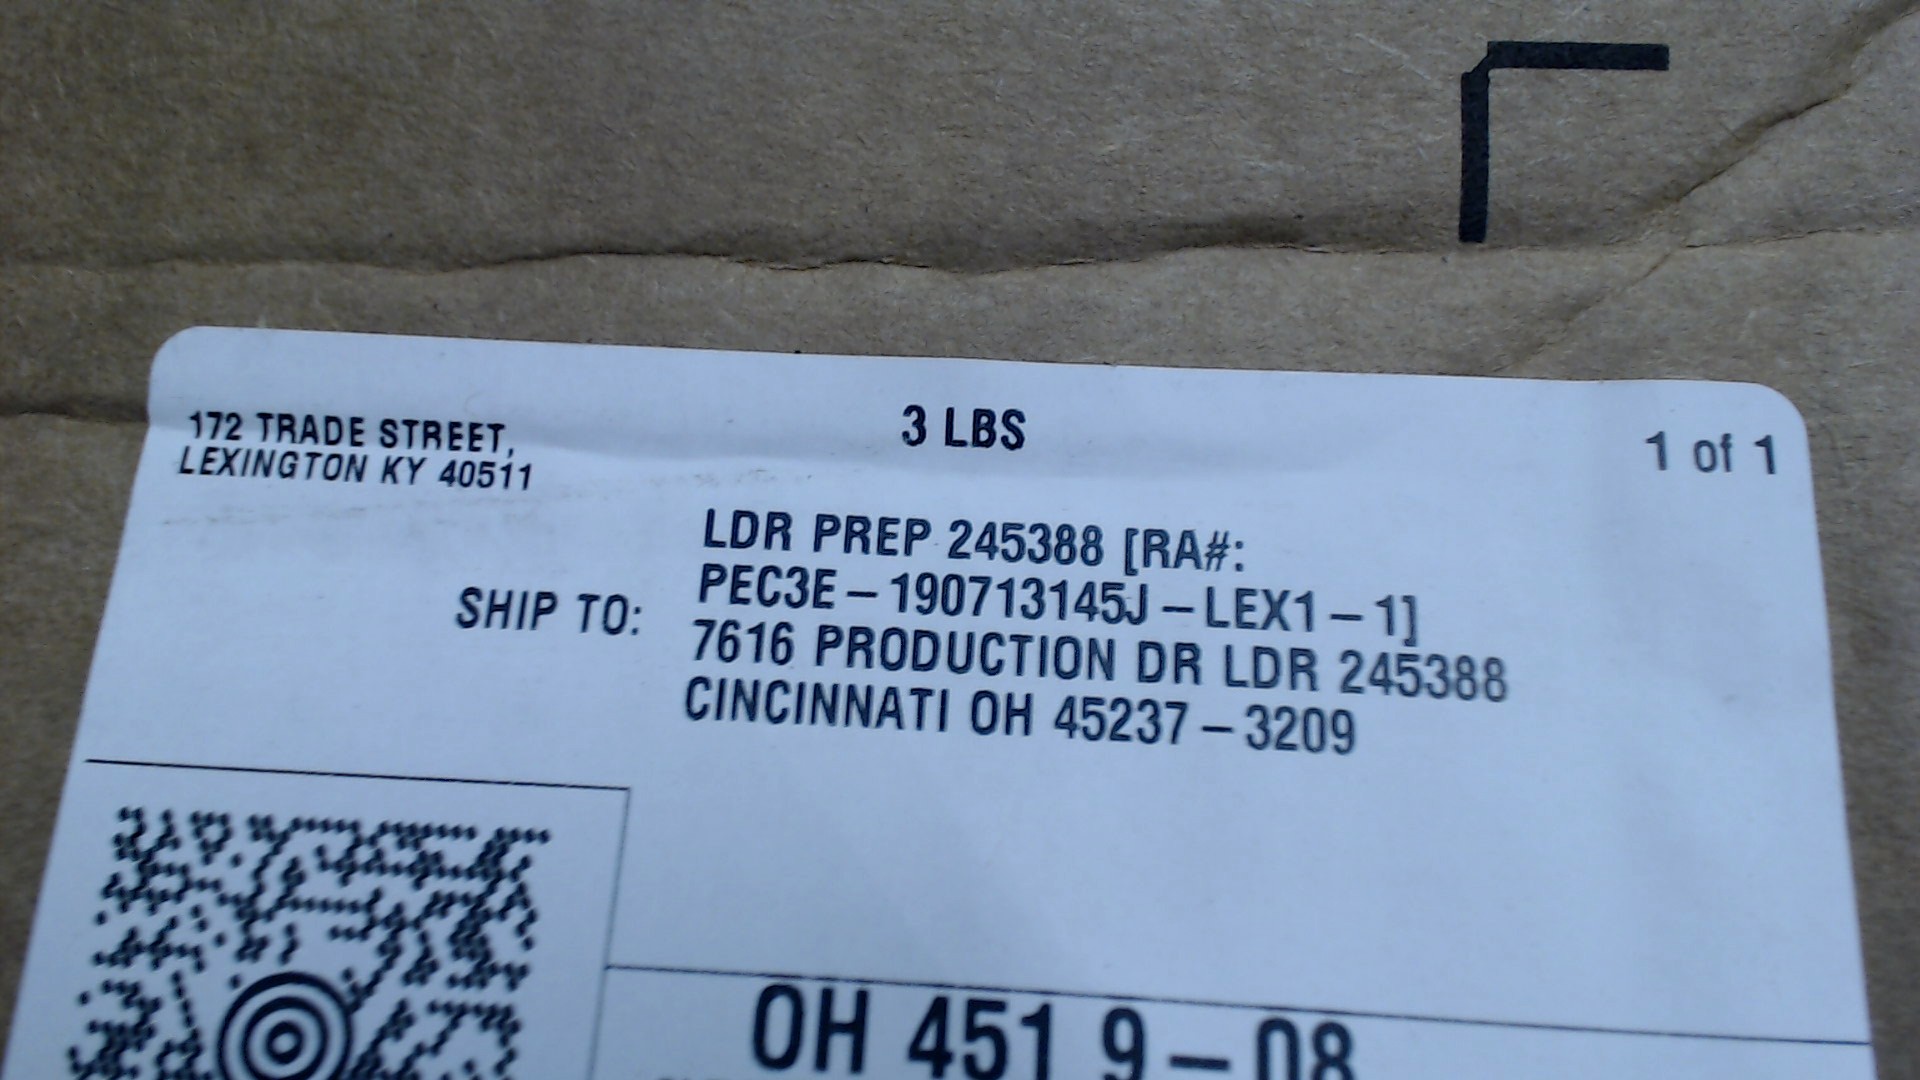 172 TRADE STREET,
LEXINGTON KY 40511
3 LBS
1 of 1
SHIP TO:
LDR PREP 245388 [RA#:
PEC3E-190713145J-LEX1-1]
7616 PRODUCTION DR LDR 245388
CINCINNATI OH 45237-3209
OH 451 9-08